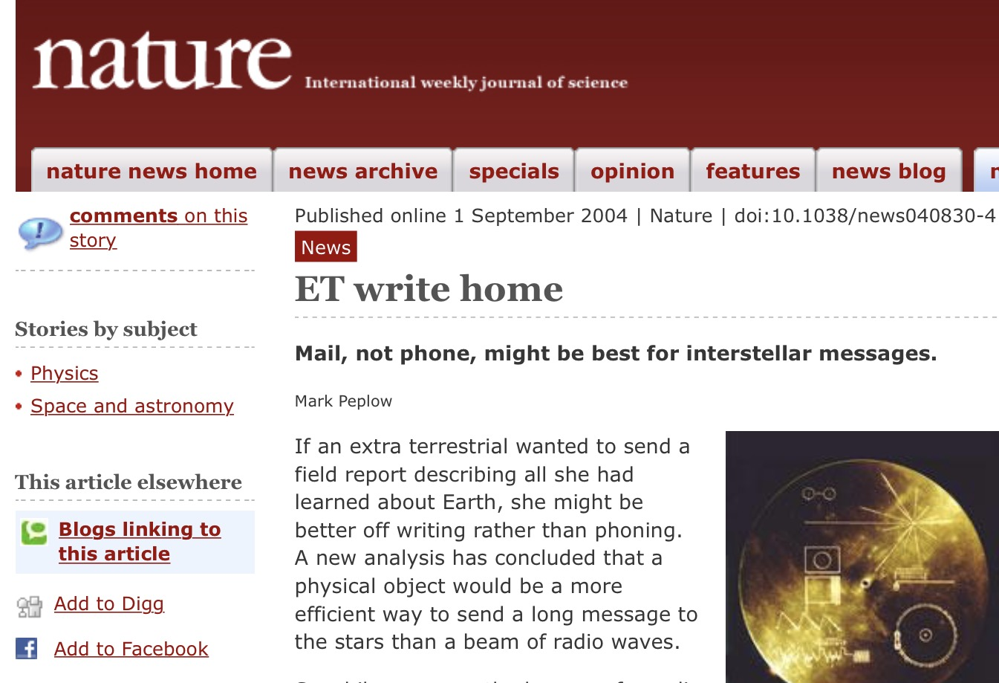 nature International weekly journal of science
nature news home news archive specials opinion features news blog
comments on this
story
Stories by subject
Physics
Space and astronomy
This article elsewhere
Blogs linking to
this article
Add to Digg
Add to Facebook
Published online 1 September 2004 | Nature | doi:10.1038/news040830-4
News
ET write home
Mail, not phone, might be best for interstellar messages.
Mark Peplow
If an extra terrestrial wanted to send a
field report describing all she had
learned about Earth, she might be
better off writing rather than phoning.
A new analysis has concluded that a
physical object would be a more
efficient way to send a long message to
the stars than a beam of radio waves.